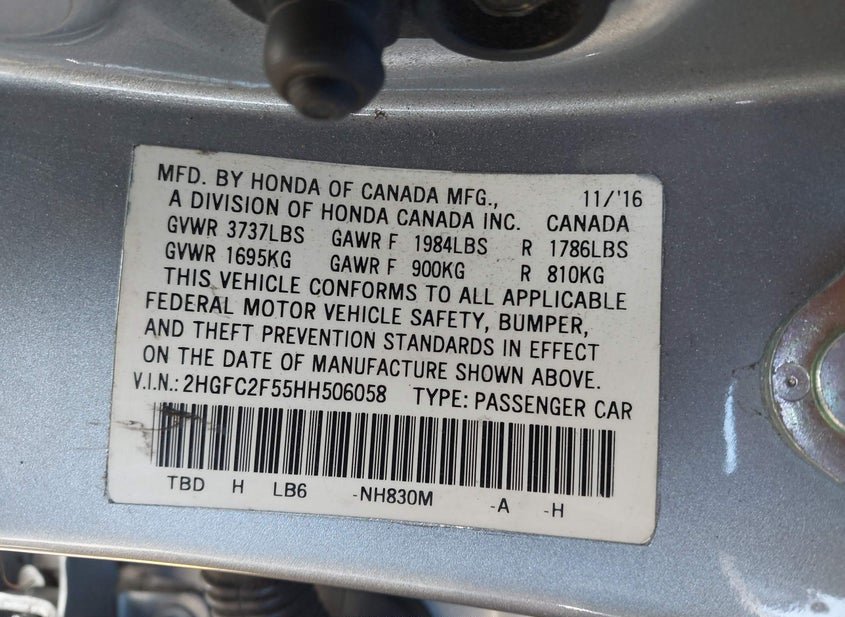 MFD. BY HONDA OF CANADA MFG., 11/'16
A DIVISION OF HONDA CANADA INC. CANADA
GVWR 3737LBS GAWR F 1984LBS R 1786LBS
GVWR 1695KG GAWR F 900KG R 810KG
THIS VEHICLE CONFORMS TO ALL APPLICABLE
FEDERAL MOTOR VEHICLE SAFETY, BUMPER,
AND THEFT PREVENTION STANDARDS IN EFFECT
ON THE DATE OF MANUFACTURE SHOWN ABOVE.
V.I.N.: 2HGFC2F55HH506058 TYPE: PASSENGER CAR
TBD H LB6 -NH830M -A -H